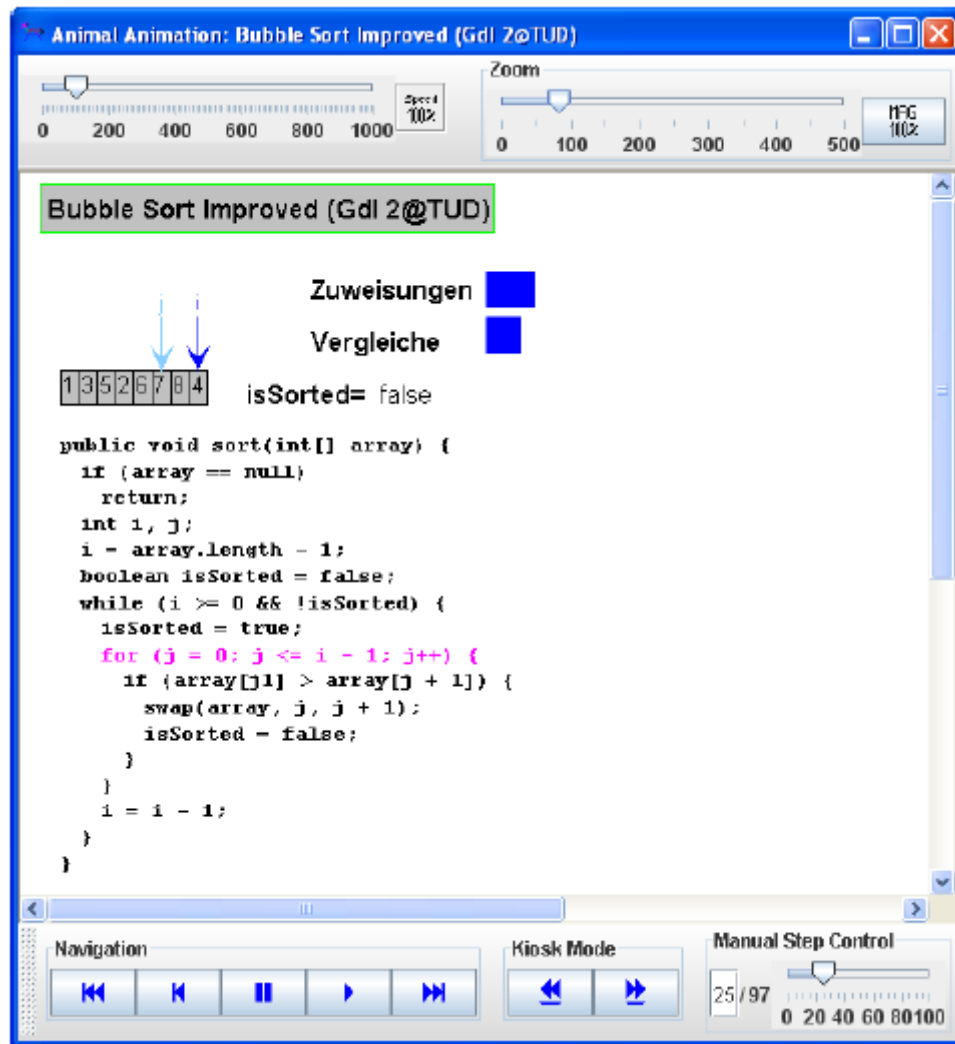 Animal Animation: Bubble Sort Improved (GdI 2@TUD)
Zoom
Speed
100%
0 200 400 600 800 1000
MAG
100%
0 100 200 300 400 500
Bubble Sort Improved (GdI 2@TUD)
Zuweisungen
Vergleiche
1 3 5 2 6 7 8 4
isSorted= false
public void sort(int[] array) {
if (array == null)
return;
int i, j;
i = array.length - 1;
boolean isSorted = false;
while (i >= 0 && !isSorted) {
isSorted = true;
for (j = 0; j <= i - 1; j++) {
if (array[j] > array[j + 1]) {
swap(array, j, j + 1);
isSorted = false;
}
}
i = i - 1;
}
}
Navigation
Kiosk Mode
Manual Step Control
25 / 97
0 20 40 60 80 100